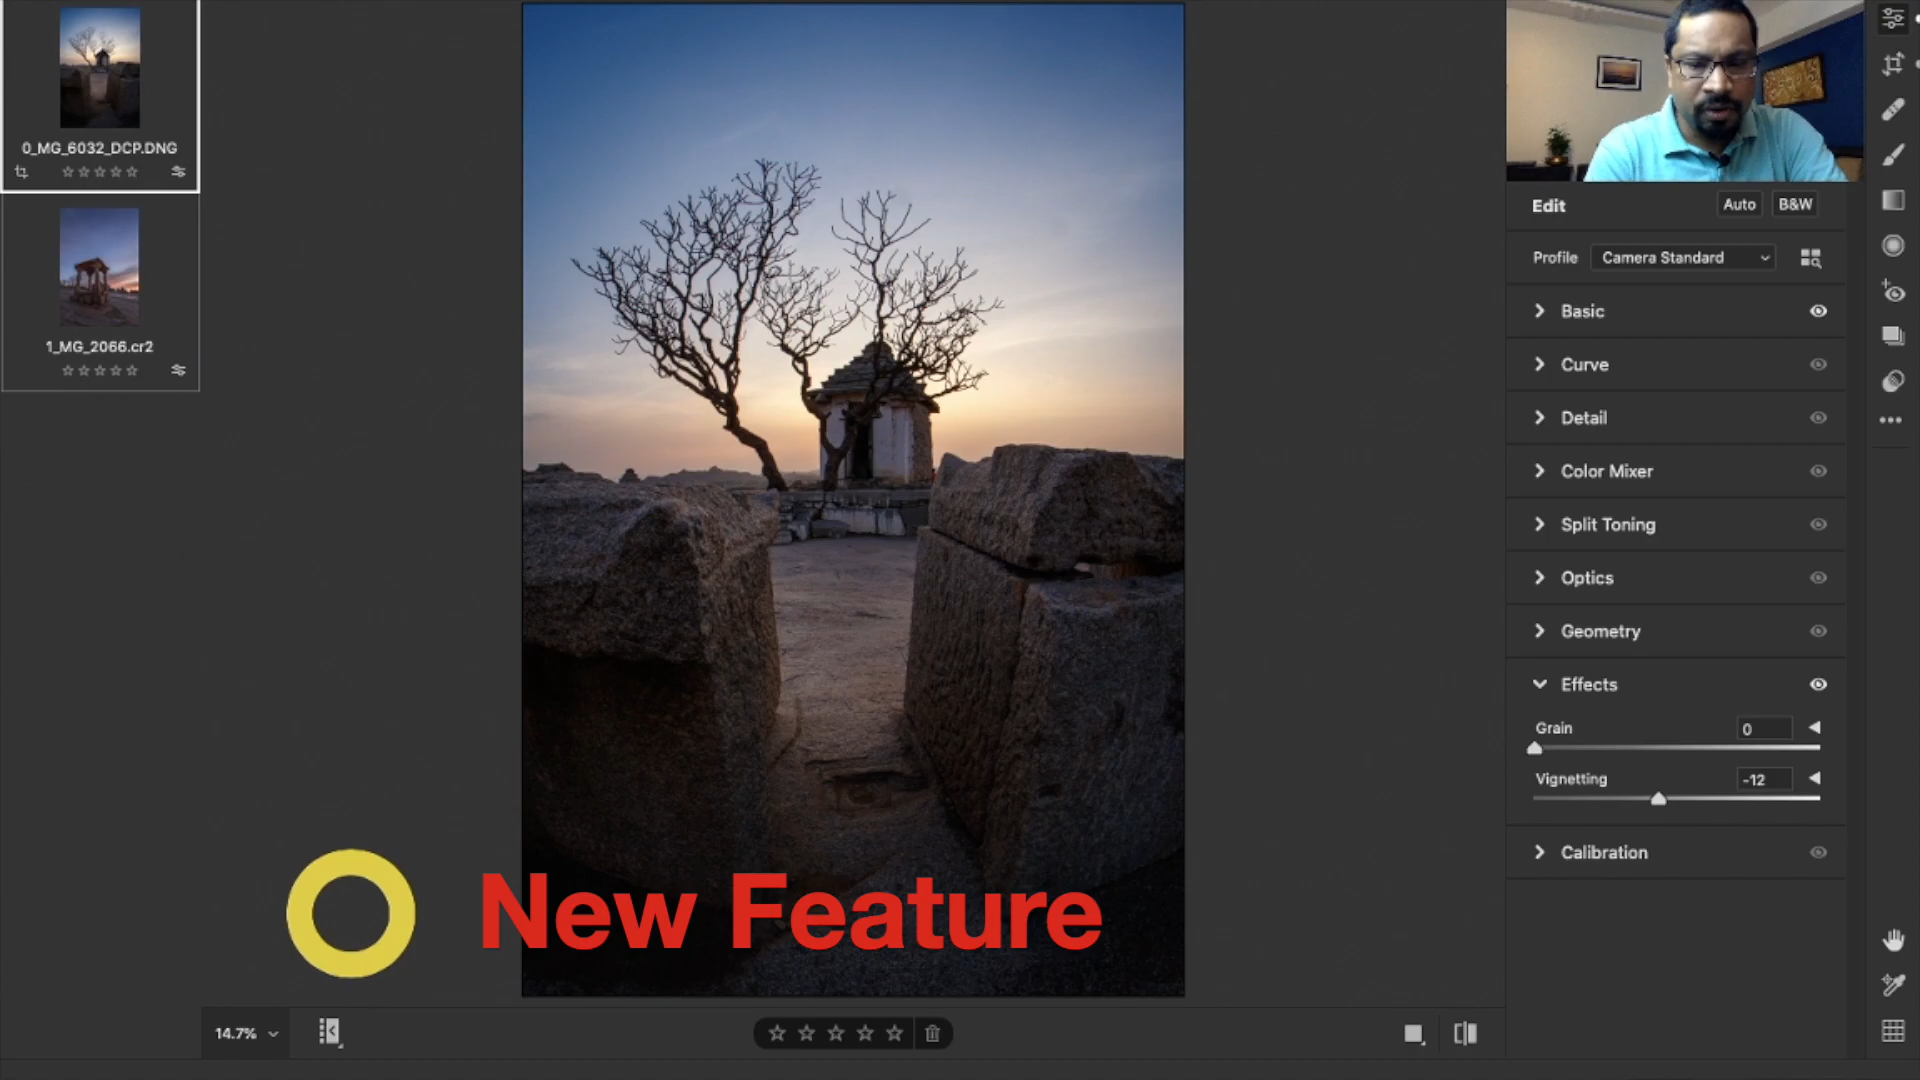 0_MG_6032_DCP.DNG
1_MG_2066.cr2
Edit
Auto
B&W
Profile
Camera Standard
Basic
Curve
Detail
Color Mixer
Split Toning
Optics
Geometry
Effects
Grain
0
Vignetting
-12
Calibration
New Feature
14.7%